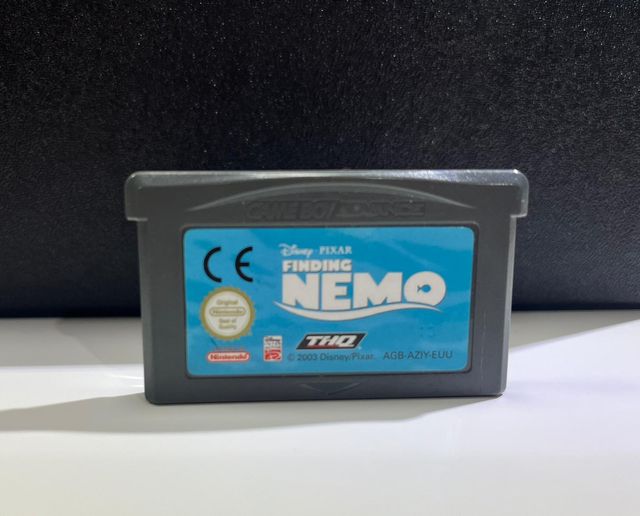 GAME BOY ADVANCE
CE
Disney · PIXAR
FINDING
NEMO
Original
Nintendo
Seal of
Quality
THQ
Nintendo
© 2003 Disney/Pixar. AGB-AZIY-EUU